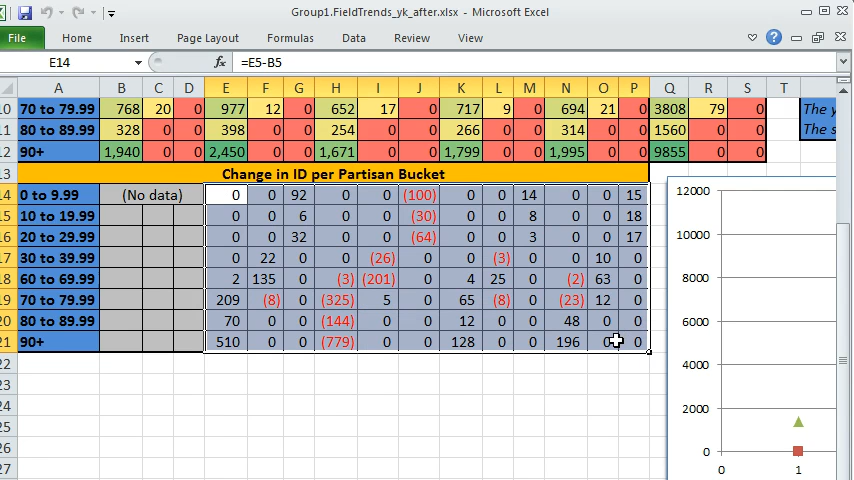 Group1.FieldTrends_yk_after.xlsx - Microsoft Excel
File Home Insert Page Layout Formulas Data Review View
E14 fx =E5-B5
A B C D E F G H I J K L M N O P Q R S T U
10 70 to 79.99 768 20 0 977 12 0 652 17 0 717 9 0 694 21 0 3808 79 0 The y
11 80 to 89.99 328 0 0 398 0 0 254 0 0 266 0 0 314 0 0 1560 0 0 The s
12 90+ 1,940 0 0 2,450 0 0 1,671 0 0 1,799 0 0 1,995 0 0 9855 0 0
13 Change in ID per Partisan Bucket
14 0 to 9.99 (No data) 0 0 92 0 0 (100) 0 0 14 0 0 15
15 10 to 19.99 0 0 6 0 0 (30) 0 0 8 0 0 18
16 20 to 29.99 0 0 32 0 0 (64) 0 0 3 0 0 17
17 30 to 39.99 0 22 0 0 (26) 0 0 (3) 0 0 10 0
18 60 to 69.99 2 135 0 (3) (201) 0 4 25 0 (2) 63 0
19 70 to 79.99 209 (8) 0 (325) 5 0 65 (8) 0 (23) 12 0
20 80 to 89.99 70 0 0 (144) 0 0 12 0 0 48 0 0
21 90+ 510 0 0 (779) 0 0 128 0 0 196 0 0
22
23
24
25
26
27
12000
10000
8000
6000
4000
2000
0
0 1